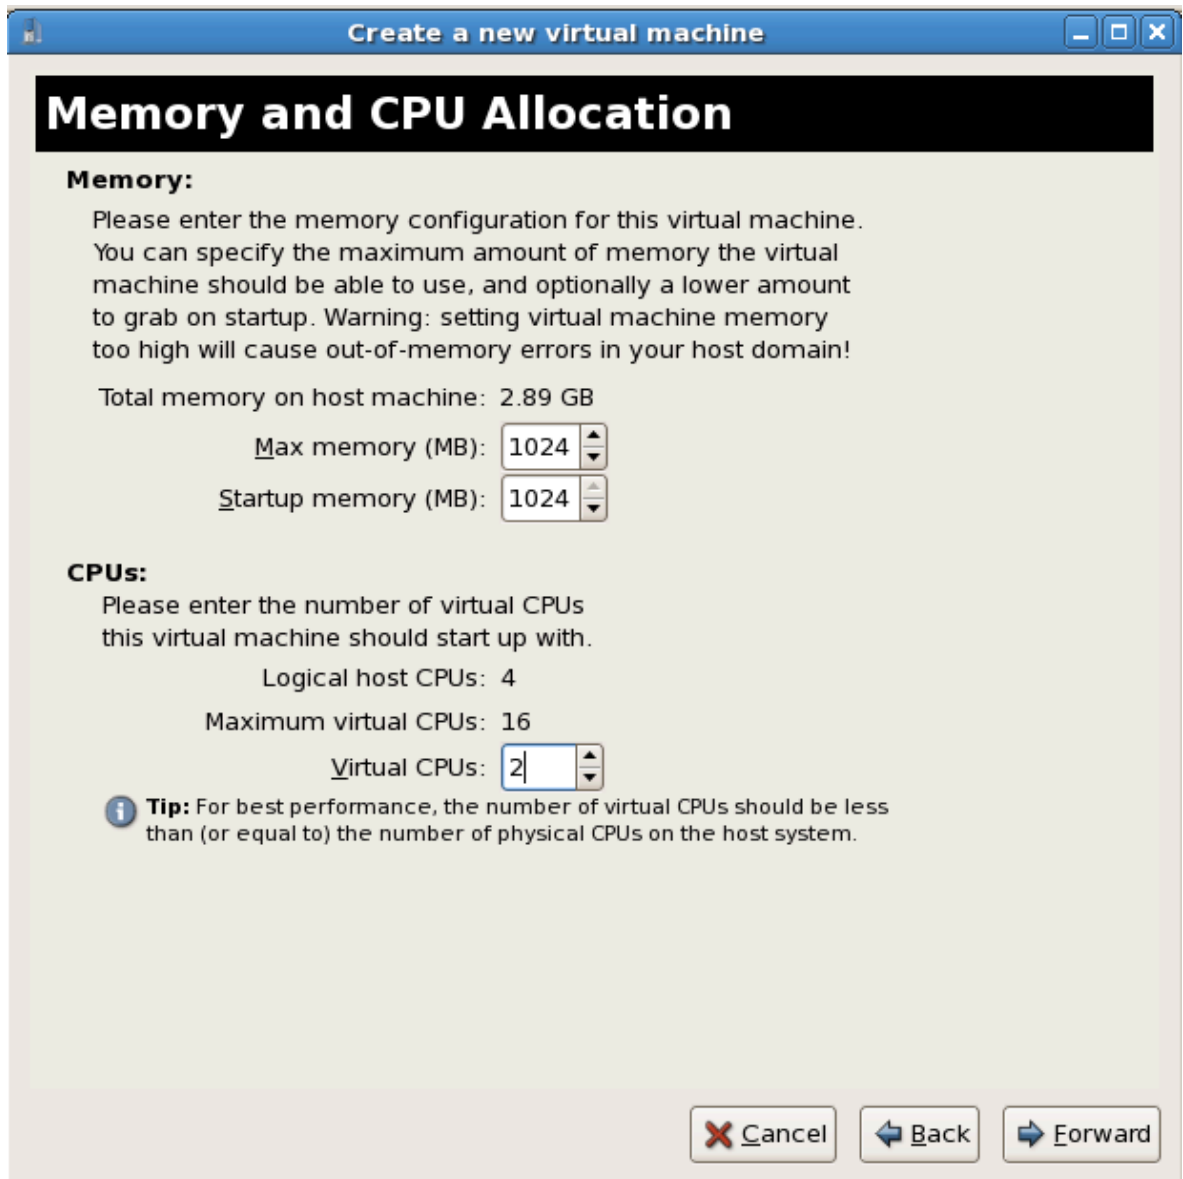 Create a new virtual machine
Memory and CPU Allocation
Memory:
Please enter the memory configuration for this virtual machine.
You can specify the maximum amount of memory the virtual
machine should be able to use, and optionally a lower amount
to grab on startup. Warning: setting virtual machine memory
too high will cause out-of-memory errors in your host domain!
Total memory on host machine: 2.89 GB
Max memory (MB): 1024
Startup memory (MB): 1024
CPUs:
Please enter the number of virtual CPUs
this virtual machine should start up with.
Logical host CPUs: 4
Maximum virtual CPUs: 16
Virtual CPUs: 2
Tip: For best performance, the number of virtual CPUs should be less
than (or equal to) the number of physical CPUs on the host system.
Cancel Back Forward